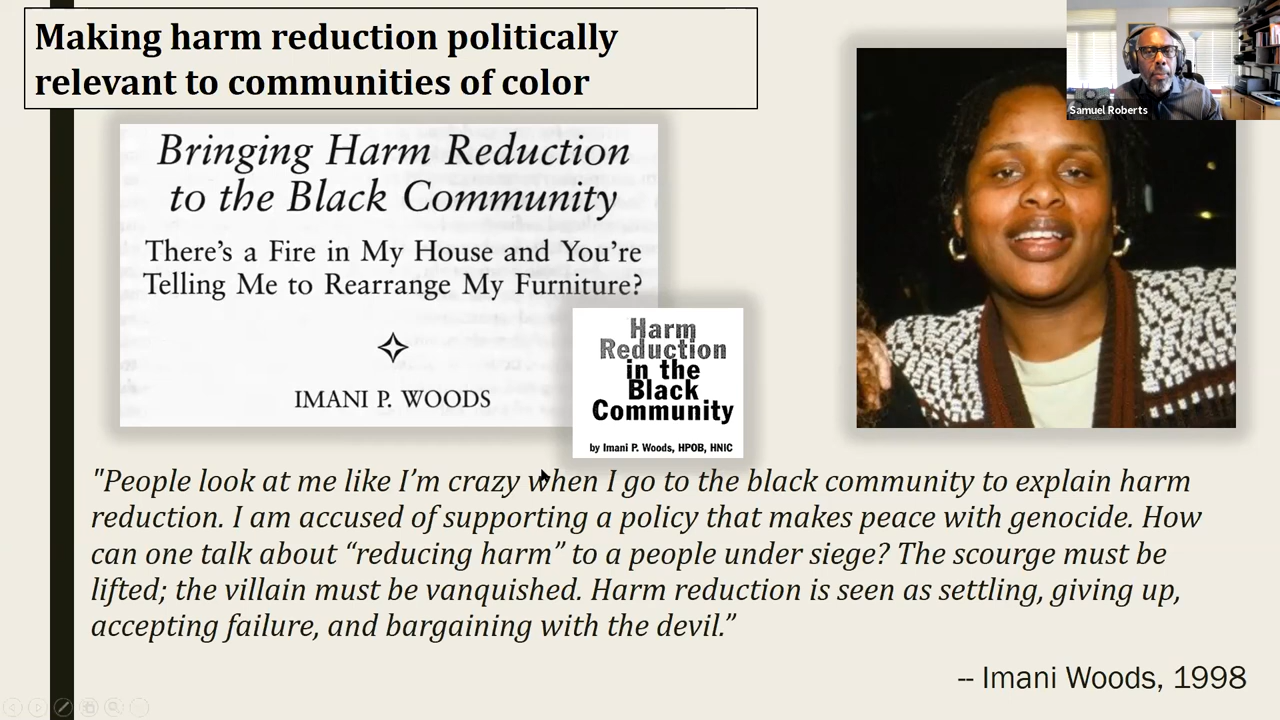 Making harm reduction politically
relevant to communities of color
Samuel Roberts
Bringing Harm Reduction
to the Black Community
There’s a Fire in My House and You’re
Telling Me to Rearrange My Furniture?
IMANI P. WOODS
Harm
Reduction
in the
Black
Community
by Imani P. Woods, HPOB, HNIC
"People look at me like I’m crazy when I go to the black community to explain harm
reduction. I am accused of supporting a policy that makes peace with genocide. How
can one talk about “reducing harm” to a people under siege? The scourge must be
lifted; the villain must be vanquished. Harm reduction is seen as settling, giving up,
accepting failure, and bargaining with the devil.”
-- Imani Woods, 1998